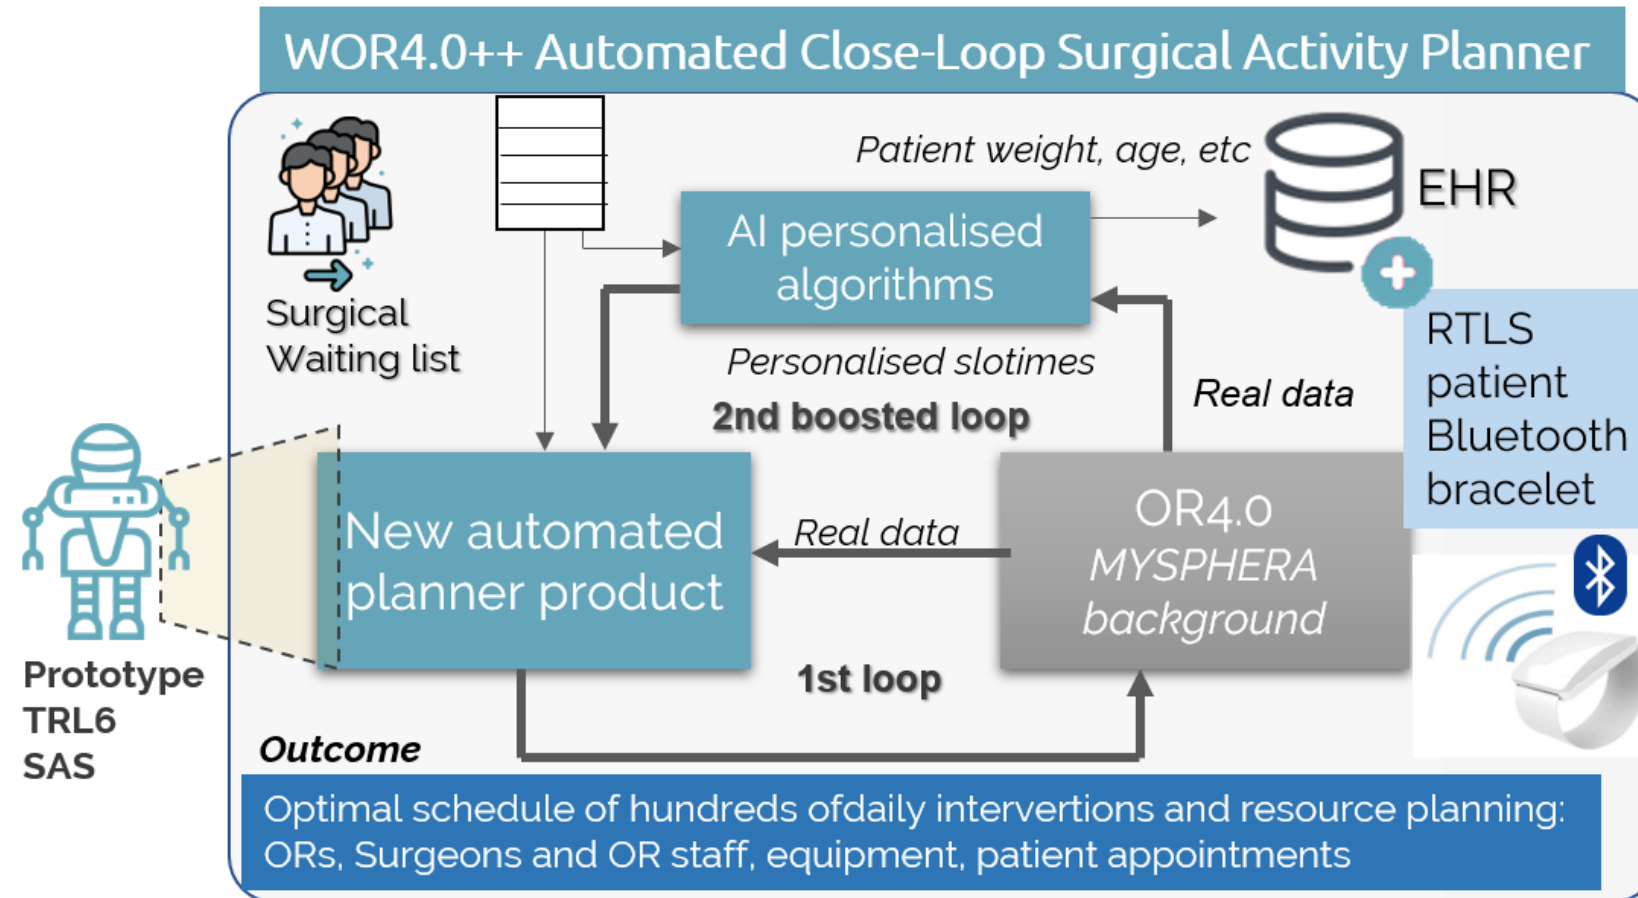 WOR4.0++ Automated Close-Loop Surgical Activity Planner
Patient weight, age, etc
EHR
AI personalised
algorithms
Surgical
Waiting list
RTLS
patient
Bluetooth
bracelet
Personalised slotimes
2nd boosted loop
Real data
New automated
planner product
Real data
OR4.0
MYSPHERA
background
1st loop
Prototype
TRL6
SAS
Outcome
Optimal schedule of hundreds ofdaily intervertions and resource planning:
ORs, Surgeons and OR staff, equipment, patient appointments